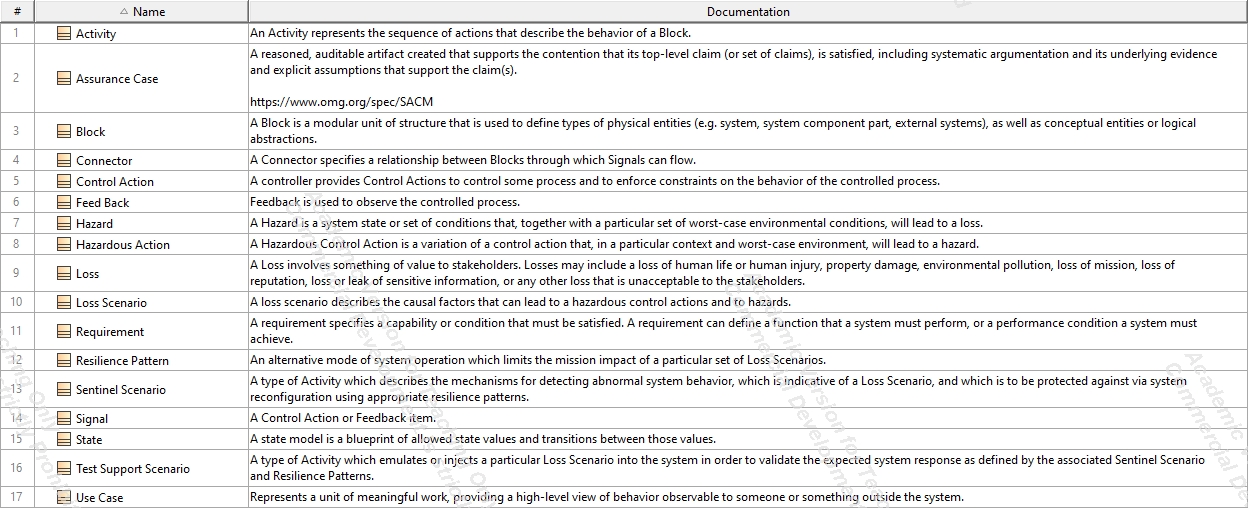 # Name Documentation
1 Activity An Activity represents the sequence of actions that describe the behavior of a Block.
2 Assurance Case A reasoned, auditable artifact created that supports the contention that its top-level claim (or set of claims), is satisfied, including systematic argumentation and its underlying evidence
and explicit assumptions that support the claim(s).
https://www.omg.org/spec/SACM
3 Block A Block is a modular unit of structure that is used to define types of physical entities (e.g. system, system component part, external systems), as well as conceptual entities or logical
abstractions.
4 Connector A Connector specifies a relationship between Blocks through which Signals can flow.
5 Control Action A controller provides Control Actions to control some process and to enforce constraints on the behavior of the controlled process.
6 Feed Back Feedback is used to observe the controlled process.
7 Hazard A Hazard is a system state or set of conditions that, together with a particular set of worst-case environmental conditions, will lead to a loss.
8 Hazardous Action A Hazardous Control Action is a variation of a control action that, in a particular context and worst-case environment, will lead to a hazard.
9 Loss A Loss involves something of value to stakeholders. Losses may include a loss of human life or human injury, property damage, environmental pollution, loss of mission, loss of
reputation, loss or leak of sensitive information, or any other loss that is unacceptable to the stakeholders.
10 Loss Scenario A loss scenario describes the causal factors that can lead to a hazardous control actions and to hazards.
11 Requirement A requirement specifies a capability or condition that must be satisfied. A requirement can define a function that a system must perform, or a performance condition a system must
achieve.
12 Resilience Pattern An alternative mode of system operation which limits the mission impact of a particular set of Loss Scenarios.
13 Sentinel Scenario A type of Activity which describes the mechanisms for detecting abnormal system behavior, which is indicative of a Loss Scenario, and which is to be protected against via system
reconfiguration using appropriate resilience patterns.
14 Signal A Control Action or Feedback item.
15 State A state model is a blueprint of allowed state values and transitions between those values.
16 Test Support Scenario A type of Activity which emulates or injects a particular Loss Scenario into the system in order to validate the expected system response as defined by the associated Sentinel Scenario
and Resilience Patterns.
17 Use Case Represents a unit of meaningful work, providing a high-level view of behavior observable to someone or something outside the system.
Academic Version for Teaching Only
Commercial Development is Strictly
Academic Version for
Commercial Development
Academic
Commercial